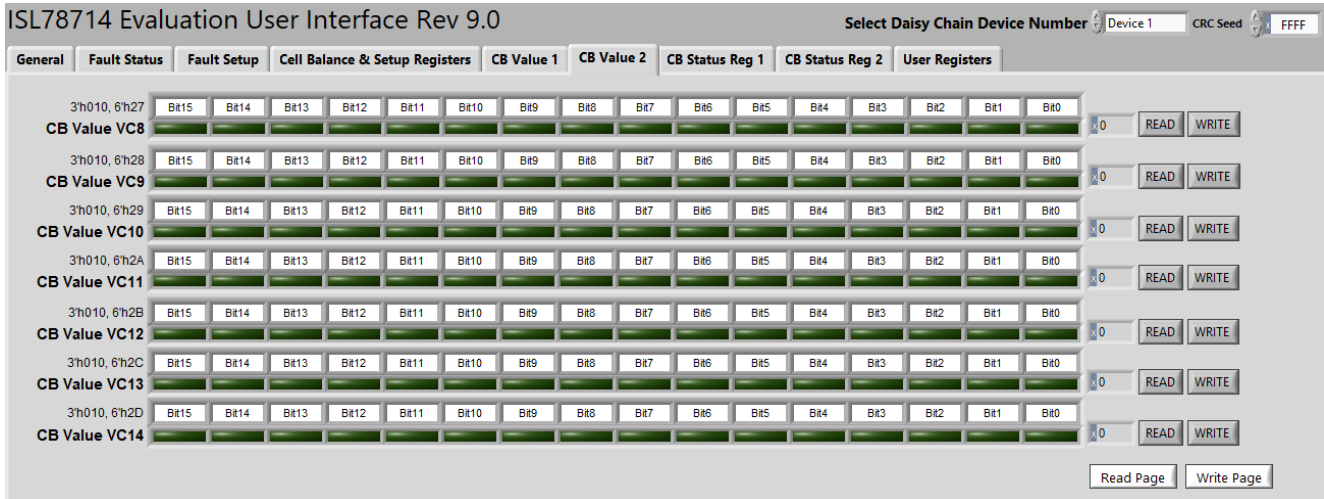 ISL78714 Evaluation User Interface Rev 9.0 Select Daisy Chain Device Number Device 1 CRC Seed x FFFF
General Fault Status Fault Setup Cell Balance & Setup Registers CB Value 1 CB Value 2 CB Status Reg 1 CB Status Reg 2 User Registers
3'h010, 6'h27 Bit15 Bit14 Bit13 Bit12 Bit11 Bit10 Bit9 Bit8 Bit7 Bit6 Bit5 Bit4 Bit3 Bit2 Bit1 Bit0
CB Value VC8 x 0 READ WRITE
3'h010, 6'h28 Bit15 Bit14 Bit13 Bit12 Bit11 Bit10 Bit9 Bit8 Bit7 Bit6 Bit5 Bit4 Bit3 Bit2 Bit1 Bit0
CB Value VC9 x 0 READ WRITE
3'h010, 6'h29 Bit15 Bit14 Bit13 Bit12 Bit11 Bit10 Bit9 Bit8 Bit7 Bit6 Bit5 Bit4 Bit3 Bit2 Bit1 Bit0
CB Value VC10 x 0 READ WRITE
3'h010, 6'h2A Bit15 Bit14 Bit13 Bit12 Bit11 Bit10 Bit9 Bit8 Bit7 Bit6 Bit5 Bit4 Bit3 Bit2 Bit1 Bit0
CB Value VC11 x 0 READ WRITE
3'h010, 6'h2B Bit15 Bit14 Bit13 Bit12 Bit11 Bit10 Bit9 Bit8 Bit7 Bit6 Bit5 Bit4 Bit3 Bit2 Bit1 Bit0
CB Value VC12 x 0 READ WRITE
3'h010, 6'h2C Bit15 Bit14 Bit13 Bit12 Bit11 Bit10 Bit9 Bit8 Bit7 Bit6 Bit5 Bit4 Bit3 Bit2 Bit1 Bit0
CB Value VC13 x 0 READ WRITE
3'h010, 6'h2D Bit15 Bit14 Bit13 Bit12 Bit11 Bit10 Bit9 Bit8 Bit7 Bit6 Bit5 Bit4 Bit3 Bit2 Bit1 Bit0
CB Value VC14 x 0 READ WRITE
Read Page Write Page